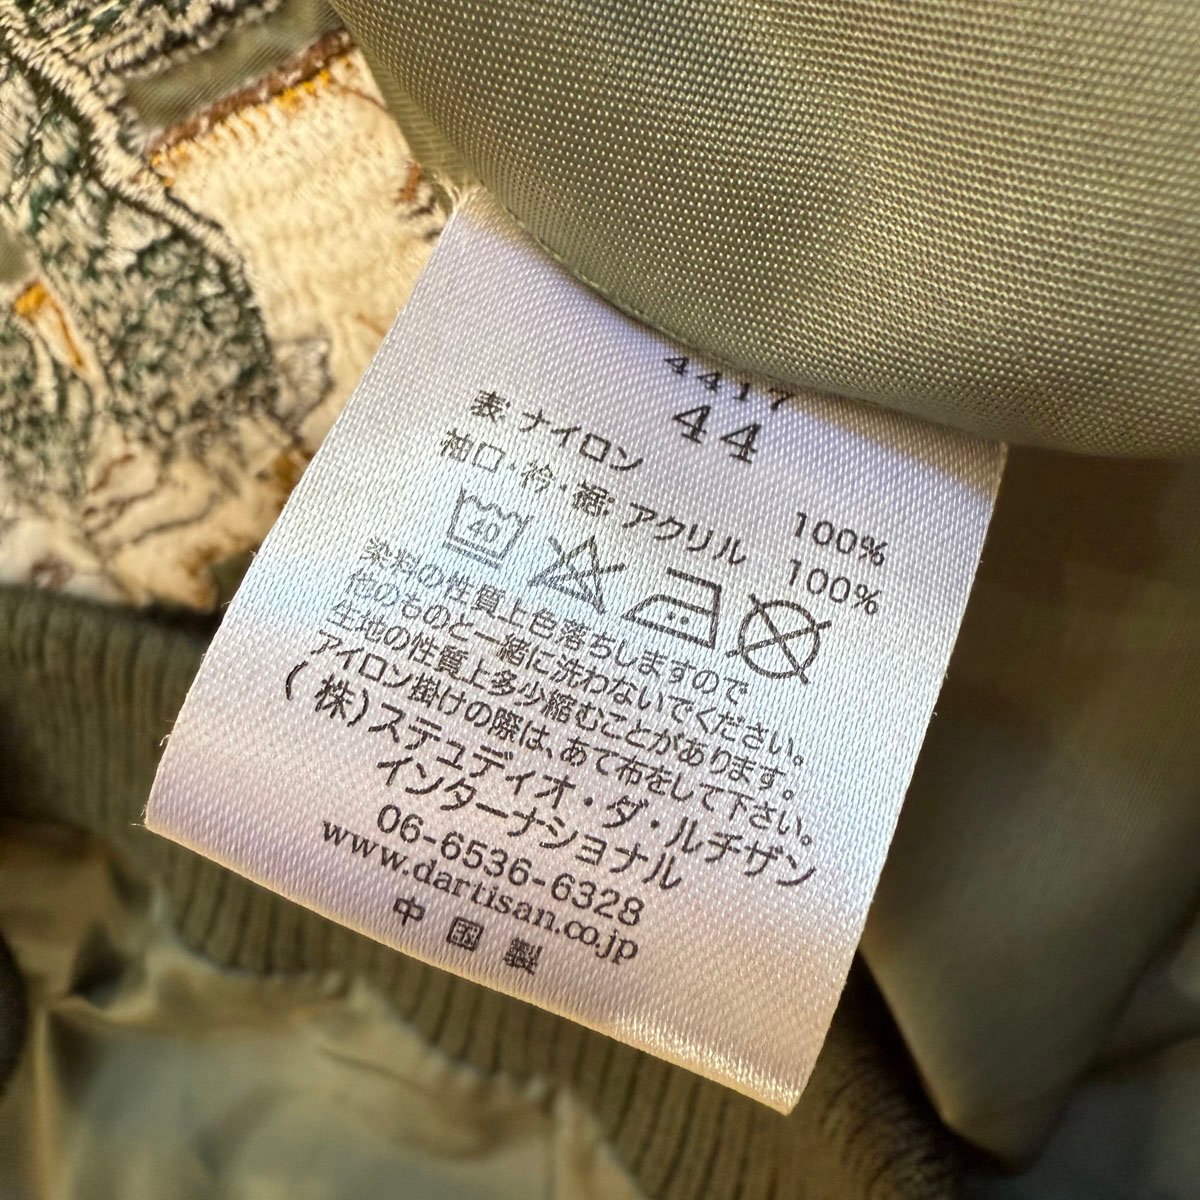 4417
44
表:ナイロン 100%
袖口・衿・裾:アクリル 100%
40
染料の性質上色落ちしますので
他のものと一緒に洗わないでください。
生地の性質上多少縮むことがあります。
アイロン掛けの際は、あて布をして下さい。
(株)ステュディオ・ダ・ルチザン
インターナショナル
06-6536-6328
www.dartisan.co.jp
中国製